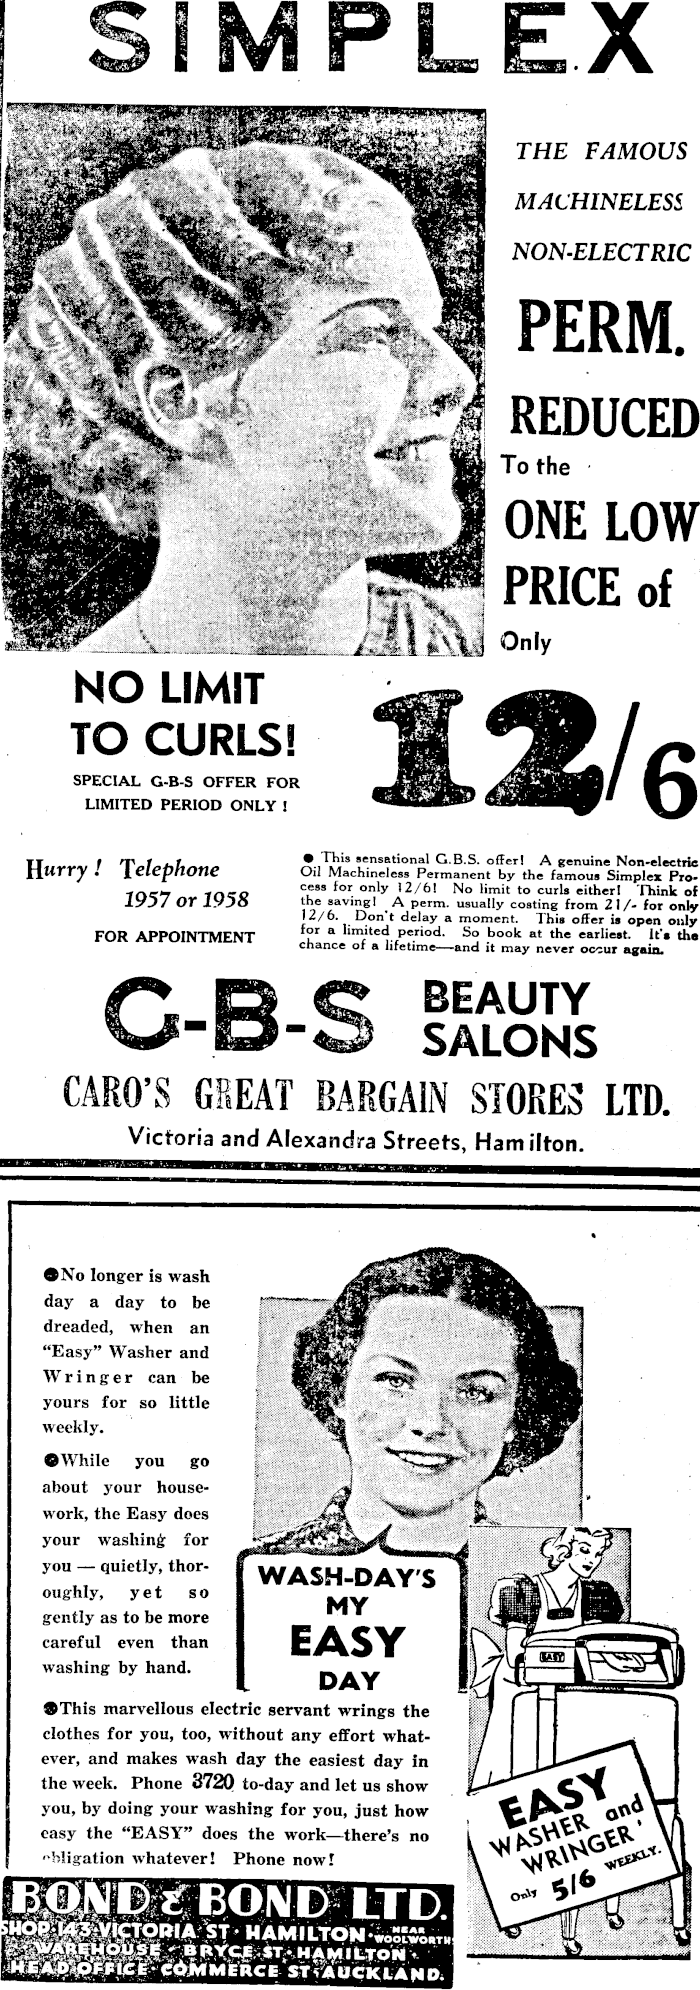 SIMPLEX
THE FAMOUS
MACHINELESS
NON-ELECTRIC
PERM.
REDUCED
To the
ONE LOW
PRICE of
Only
12/6
NO LIMIT
TO CURLS!
SPECIAL G-B-S OFFER FOR
LIMITED PERIOD ONLY !
Hurry ! Telephone
1957 or 1958
FOR APPOINTMENT
● This sensational G.B.S. offer! A genuine Non-electric
Oil Machineless Permanent by the famous Simplex Pro-
cess for only 12/6! No limit to curls either! Think of
the saving! A perm. usually costing from 21/- for only
12/6. Don't delay a moment. This offer is open only
for a limited period. So book at the earliest. It's the
chance of a lifetime—and it may never occur again.
G-B-S BEAUTY
SALONS
CARO'S GREAT BARGAIN STORES LTD.
Victoria and Alexandra Streets, Hamilton.
●No longer is wash
day a day to be
dreaded, when an
“Easy” Washer and
Wringer can be
yours for so little
weekly.
●While you go
about your house-
work, the Easy does
your washing for
you — quietly, thor-
oughly, yet so
gently as to be more
careful even than
washing by hand.
●This marvellous electric servant wrings the
clothes for you, too, without any effort what-
ever, and makes wash day the easiest day in
the week. Phone 3720 to-day and let us show
you, by doing your washing for you, just how
easy the “EASY” does the work—there's no
obligation whatever! Phone now!
WASH-DAY'S
MY
EASY
DAY
EASY
EASY
WASHER and
WRINGER'
Only 5/6 WEEKLY.
BOND & BOND LTD.
SHOP·143·VICTORIA ST·HAMILTON·NEAR WOOLWORTHS
WAREHOUSE·BRYCE ST·HAMILTON·
HEAD OFFICE·COMMERCE ST·AUCKLAND.